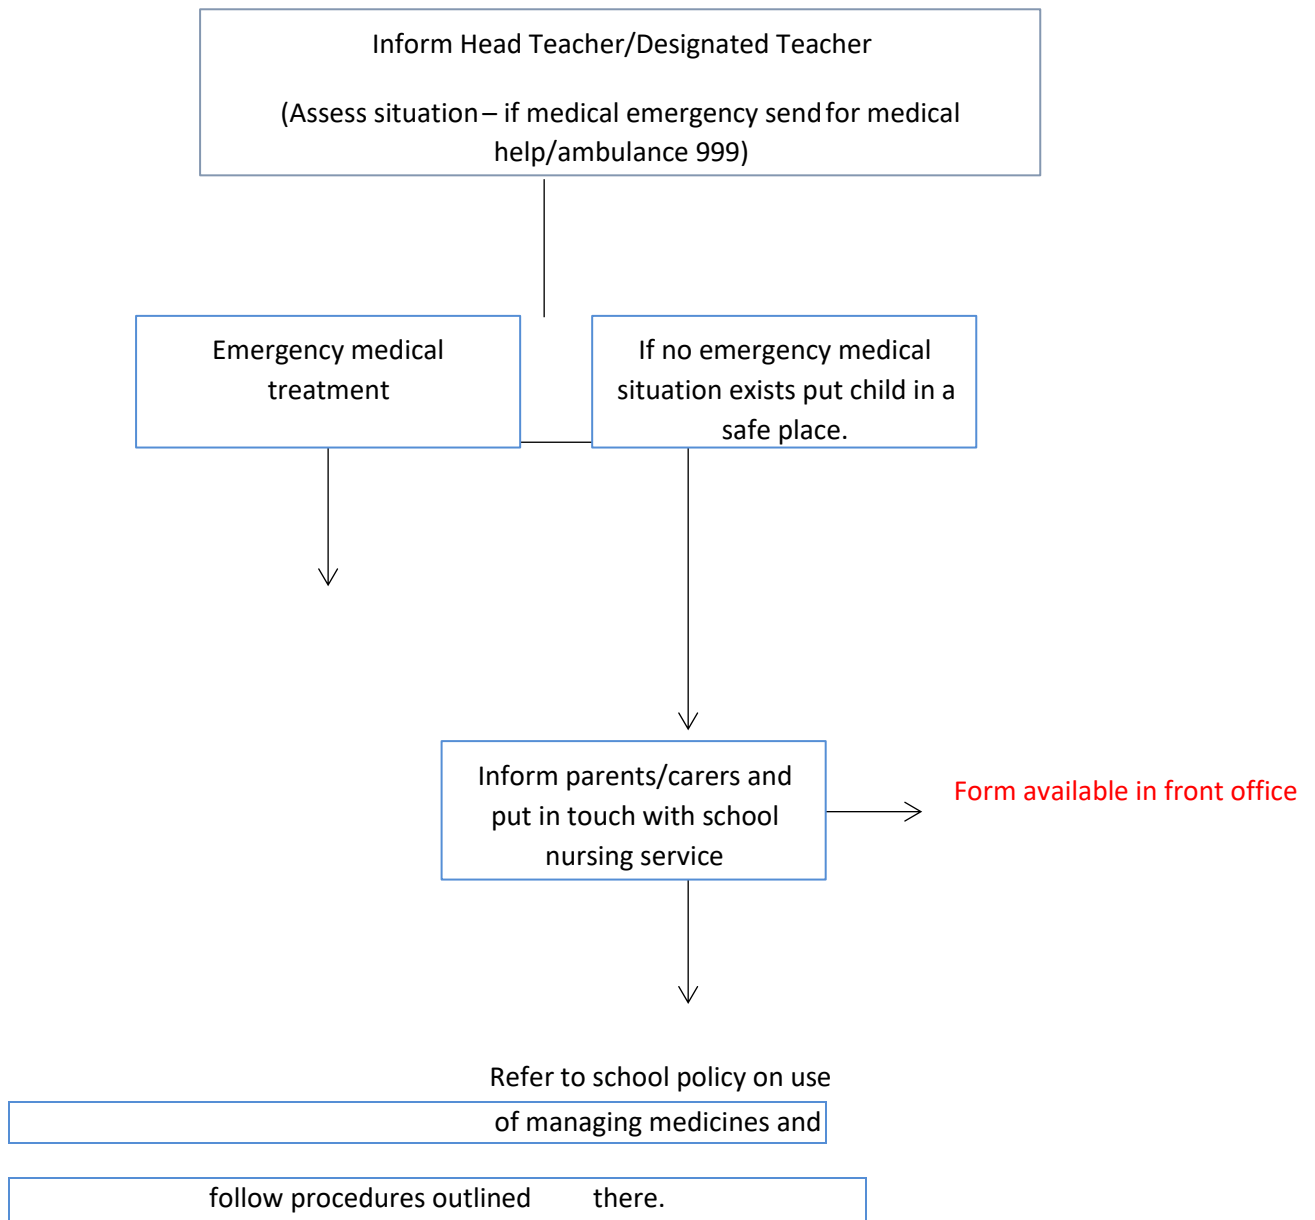 Inform Head Teacher/Designated Teacher
(Assess situation – if medical emergency send for medical
help/ambulance 999)
Emergency medical
treatment
If no emergency medical
situation exists put child in a
safe place.
Inform parents/carers and
put in touch with school
nursing service
Form available in front office
Refer to school policy on use
of managing medicines and
follow procedures outlined there.